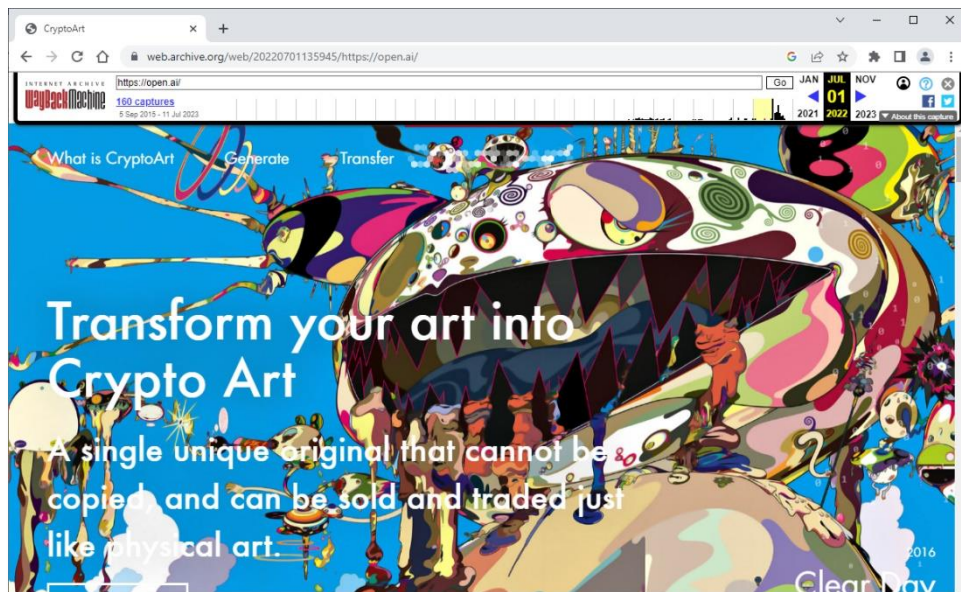 CryptoArt
web.archive.org/web/20220701135945/https://open.ai/
INTERNET ARCHIVE
WayBackMachine
https://open.ai/
Go
JAN JUL NOV
160 captures
01
5 Sep 2015 - 11 Jul 2023
2021 2022 2023
About this capture
What is CryptoArt Generate Transfer
Transform your art into
Crypto Art
A single unique original that cannot be
copied, and can be sold and traded just
like physical art.
2016
Clear Day